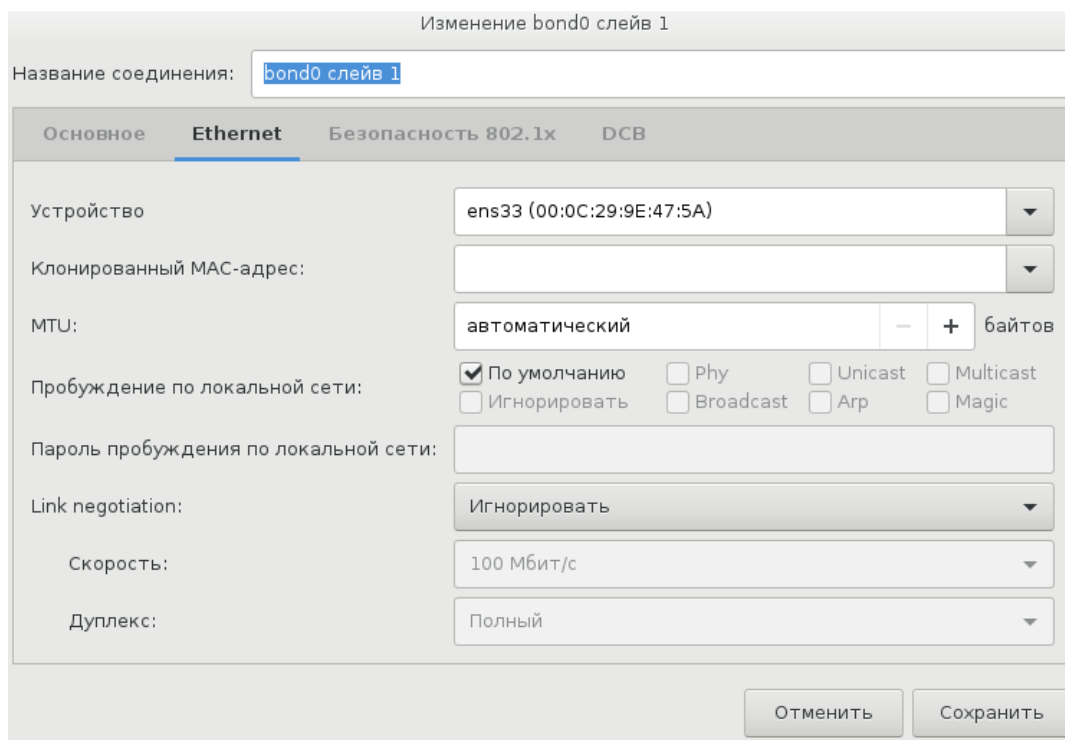 Изменение bond0 слейв 1
Название соединения: bond0 слейв 1
Основное Ethernet Безопасность 802.1x DCB
Устройство ens33 (00:0C:29:9E:47:5A)
Клонированный MAC-адрес:
MTU: автоматический − + байтов
Пробуждение по локальной сети: По умолчанию Phy Unicast Multicast
Игнорировать Broadcast Arp Magic
Пароль пробуждения по локальной сети:
Link negotiation: Игнорировать
Скорость: 100 Мбит/с
Дуплекс: Полный
Отменить Сохранить